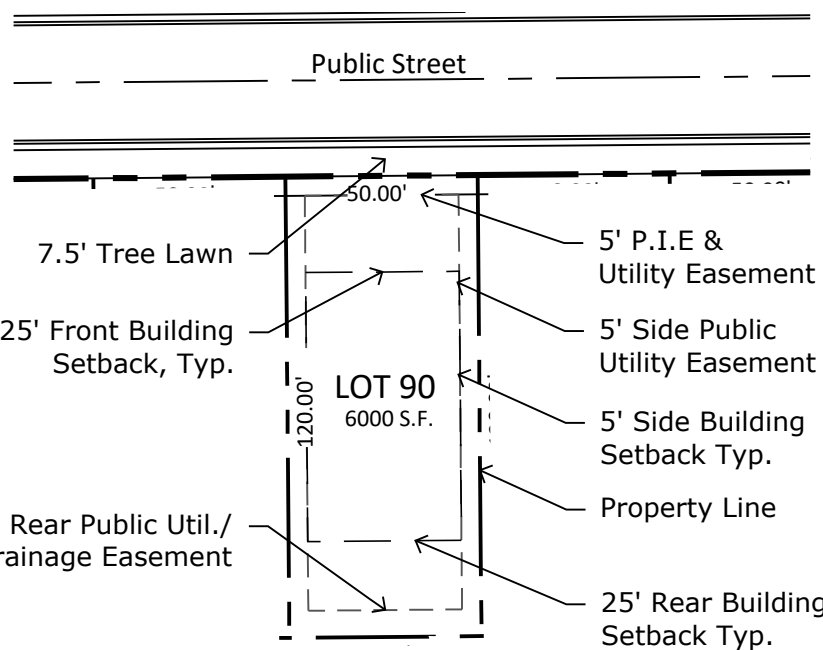 Public Street
50.00'
7.5' Tree Lawn
5' P.I.E &
Utility Easement
25' Front Building
Setback, Typ.
5' Side Public
Utility Easement
LOT 90
6000 S.F.
120.00'
5' Side Building
Setback Typ.
Property Line
Rear Public Util./
rainage Easement
25' Rear Building
Setback Typ.